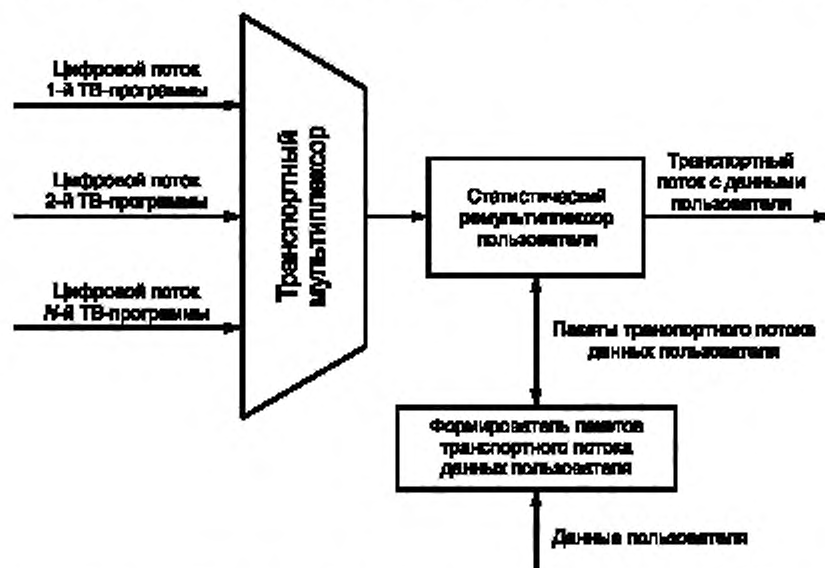 Цифровой поток
1-й ТВ-программы
Цифровой поток
2-й ТВ-программы
Цифровой поток
N-й ТВ-программы
Транспортный
мультиплексор
Статистический
ремультиплексор
пользователя
Транспортный
поток с данными
пользователя
Пакеты транспортного потока
данных пользователя
Формирователь пакетов
транспортного потока
данных пользователя
Данные пользователя